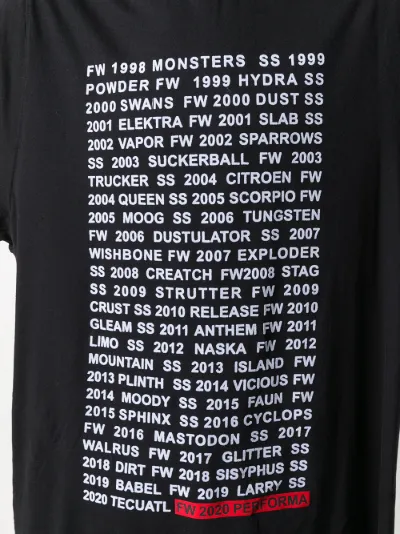 FW 1998 MONSTERS SS 1999
POWDER FW 1999 HYDRA SS
2000 SWANS FW 2000 DUST SS
2001 ELEKTRA FW 2001 SLAB SS
2002 VAPOR FW 2002 SPARROWS
SS 2003 SUCKERBALL FW 2003
TRUCKER SS 2004 CITROEN FW
2004 QUEEN SS 2005 SCORPIO FW
2005 MOOG SS 2006 TUNGSTEN
FW 2006 DUSTULATOR SS 2007
WISHBONE FW 2007 EXPLODER
SS 2008 CREATCH FW2008 STAG
SS 2009 STRUTTER FW 2009
CRUST SS 2010 RELEASE FW 2010
GLEAM SS 2011 ANTHEM FW 2011
LIMO SS 2012 NASKA FW 2012
MOUNTAIN SS 2013 ISLAND FW
2013 PLINTH SS 2014 VICIOUS FW
2014 MOODY SS 2015 FAUN FW
2015 SPHINX SS 2016 CYCLOPS
FW 2016 MASTODON SS 2017
WALRUS FW 2017 GLITTER SS
2018 DIRT FW 2018 SISYPHUS SS
2019 BABEL FW 2019 LARRY SS
2020 TECUATL FW 2020 PERFORMA